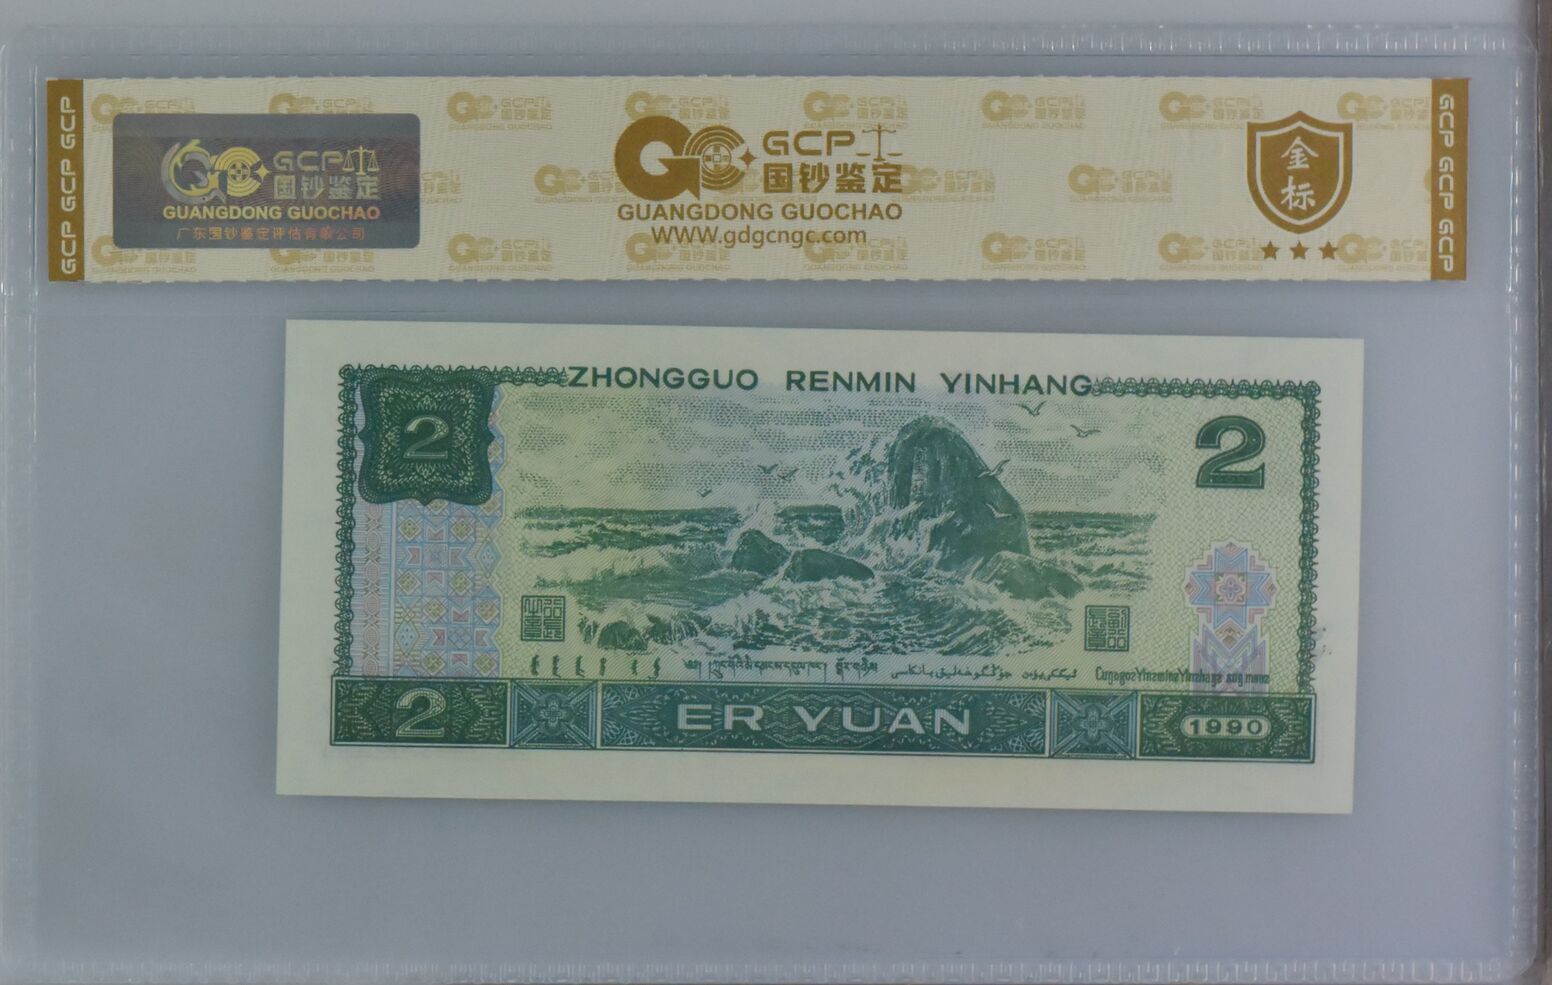 GCP GCP GCP
GCP
国钞鉴定
GUANGDONG GUOCHAO
广东国钞鉴定评估有限公司
GCP
国钞鉴定
GUANGDONG GUOCHAO
WWW.gdgcngc.com
金标
GCP GCP GCP
ZHONGGUO RENMIN YINHANG
2
2
2
ER YUAN
1990